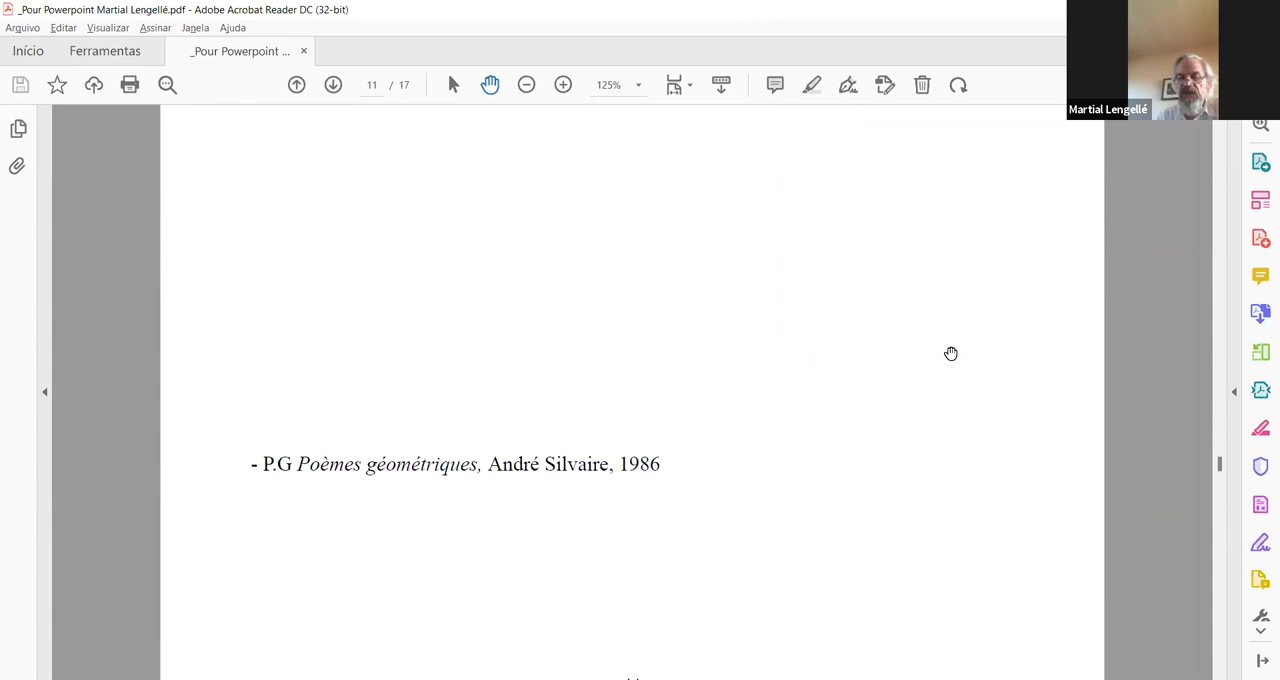 _Pour Powerpoint Martial Lengellé.pdf - Adobe Acrobat Reader DC (32-bit)
Arquivo Editar Visualizar Assinar Janela Ajuda
Início Ferramentas _Pour Powerpoint ... ×
11 / 17 125%
Martial Lengellé
- P.G Poèmes géométriques, André Silvaire, 1986